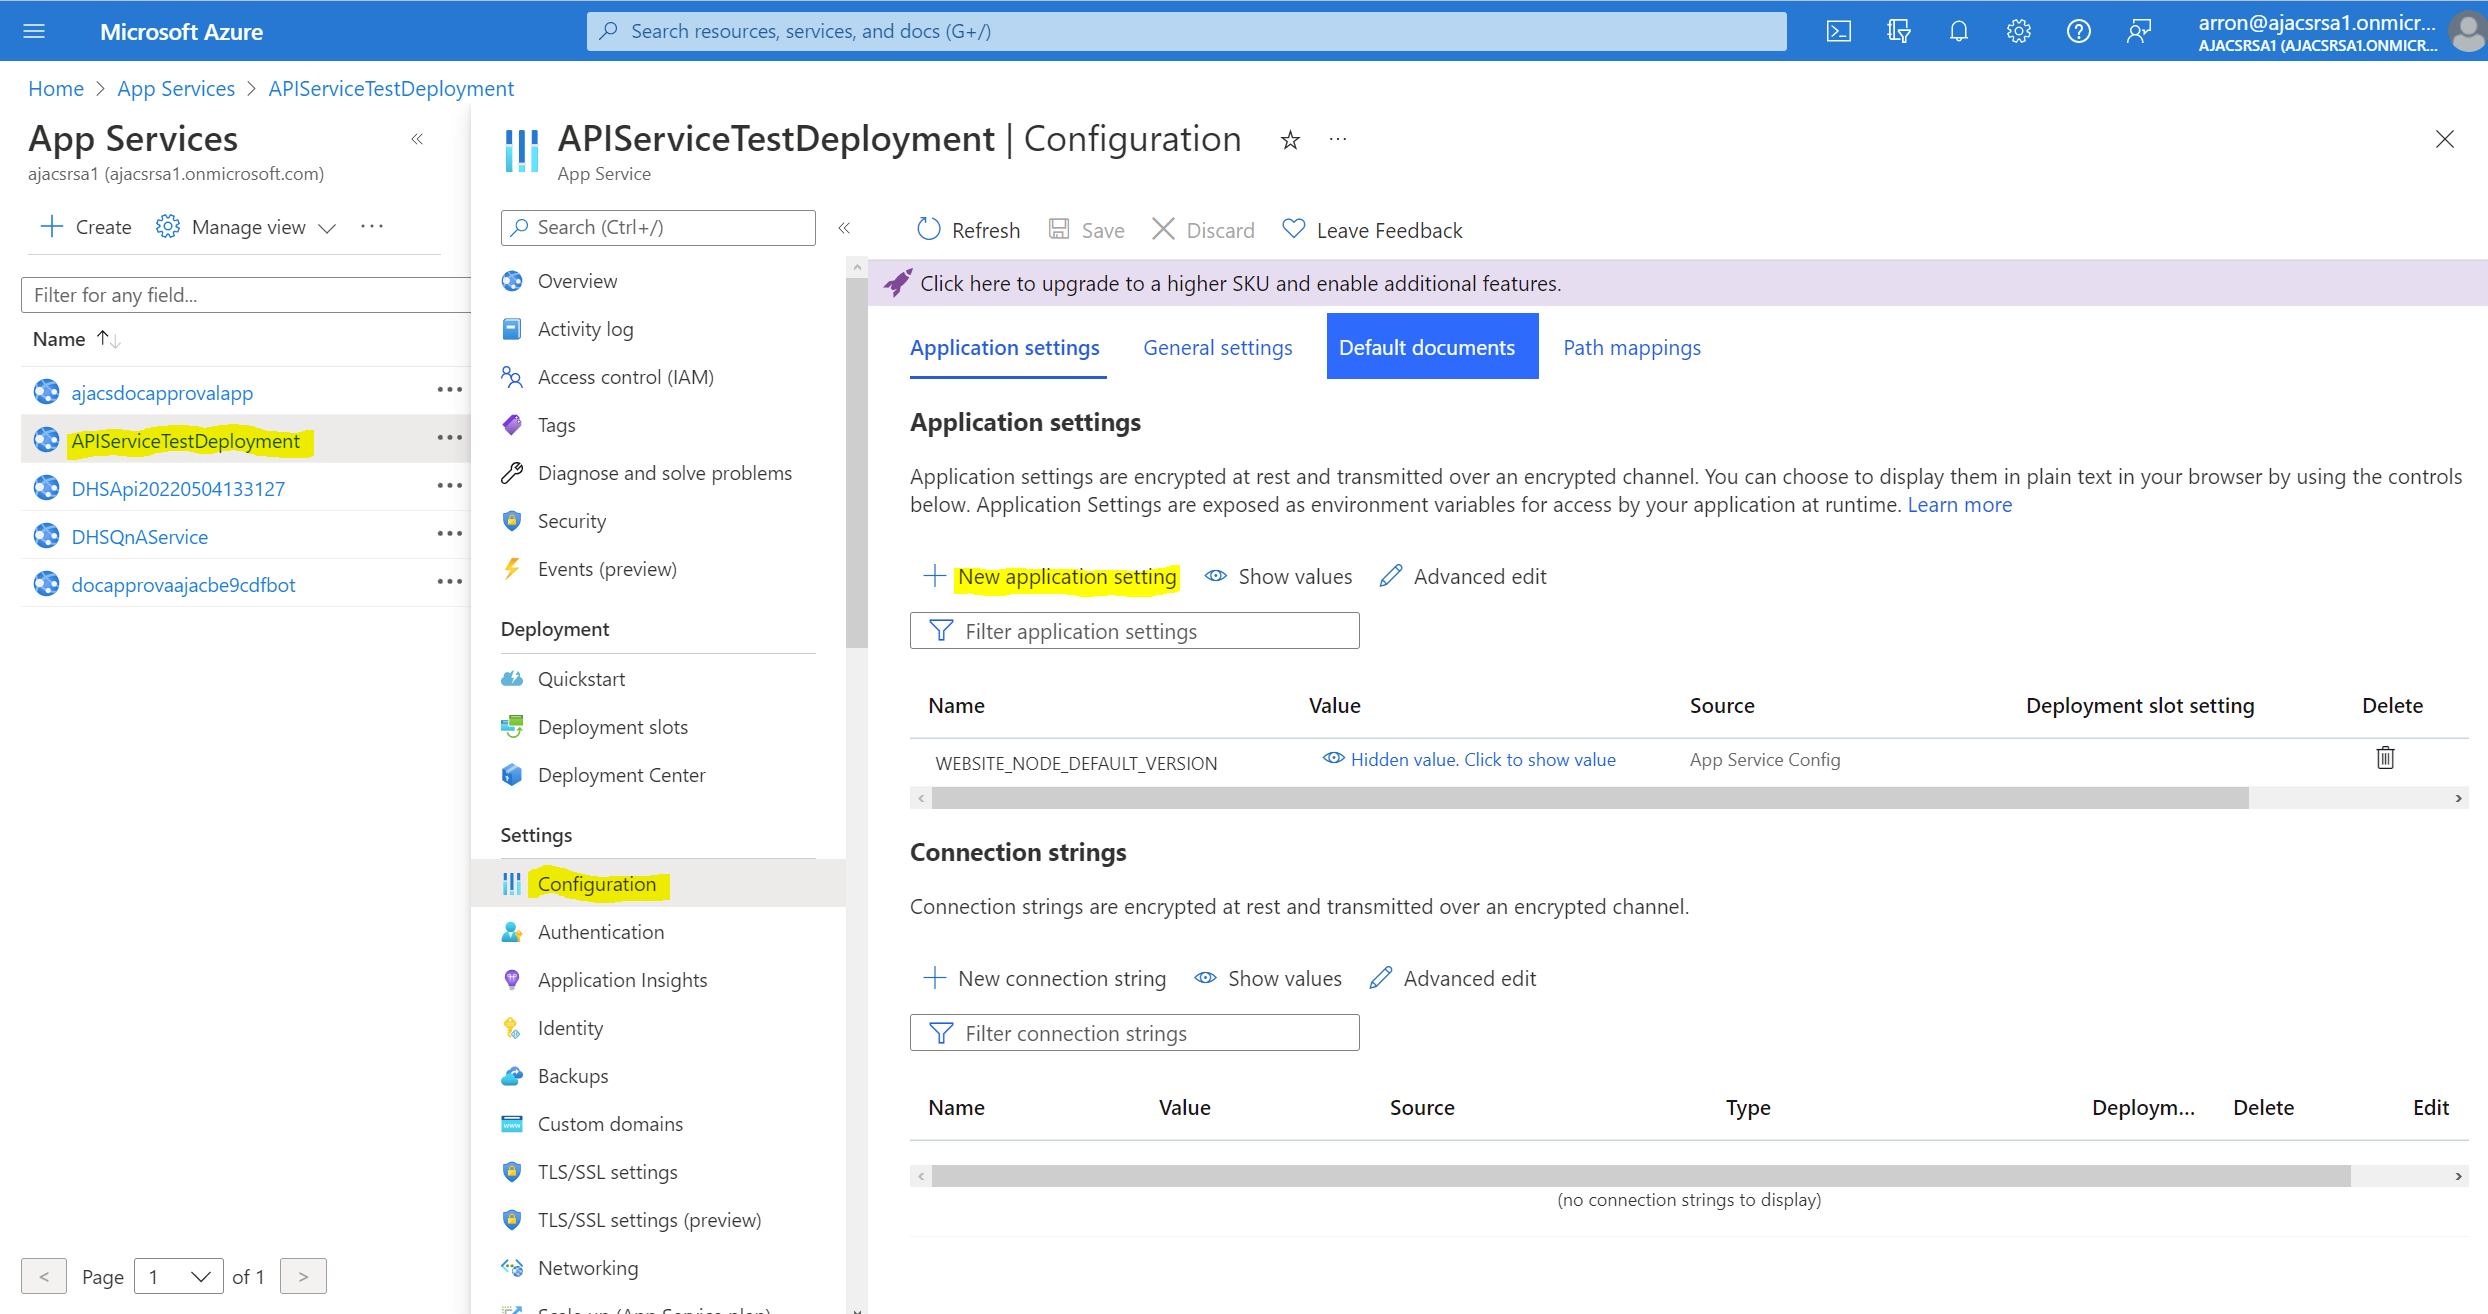 Microsoft Azure
Search resources, services, and docs (G+/)
arron@ajacsrsa1.onmicr...
AJACSRSA1 (AJACSRSA1.ONMICR...
Home > App Services > APIServiceTestDeployment
App Services
ajacsrsa1 (ajacsrsa1.onmicrosoft.com)
Create Manage view ...
Filter for any field...
Name
ajacsdocapprovalapp
APIServiceTestDeployment
DHSApi20220504133127
DHSQnAService
docapprovaajacbe9cdfbot
Page 1 of 1
APIServiceTestDeployment | Configuration
App Service
Search (Ctrl+/)
Overview
Activity log
Access control (IAM)
Tags
Diagnose and solve problems
Security
Events (preview)
Deployment
Quickstart
Deployment slots
Deployment Center
Settings
Configuration
Authentication
Application Insights
Identity
Backups
Custom domains
TLS/SSL settings
TLS/SSL settings (preview)
Networking
Scale up (App Service plan)
Refresh Save Discard Leave Feedback
Click here to upgrade to a higher SKU and enable additional features.
Application settings General settings Default documents Path mappings
Application settings
Application settings are encrypted at rest and transmitted over an encrypted channel. You can choose to display them in plain text in your browser by using the controls
below. Application Settings are exposed as environment variables for access by your application at runtime. Learn more
New application setting Show values Advanced edit
Filter application settings
Name Value Source Deployment slot setting Delete
WEBSITE_NODE_DEFAULT_VERSION Hidden value. Click to show value App Service Config
Connection strings
Connection strings are encrypted at rest and transmitted over an encrypted channel.
New connection string Show values Advanced edit
Filter connection strings
Name Value Source Type Deploym... Delete Edit
(no connection strings to display)